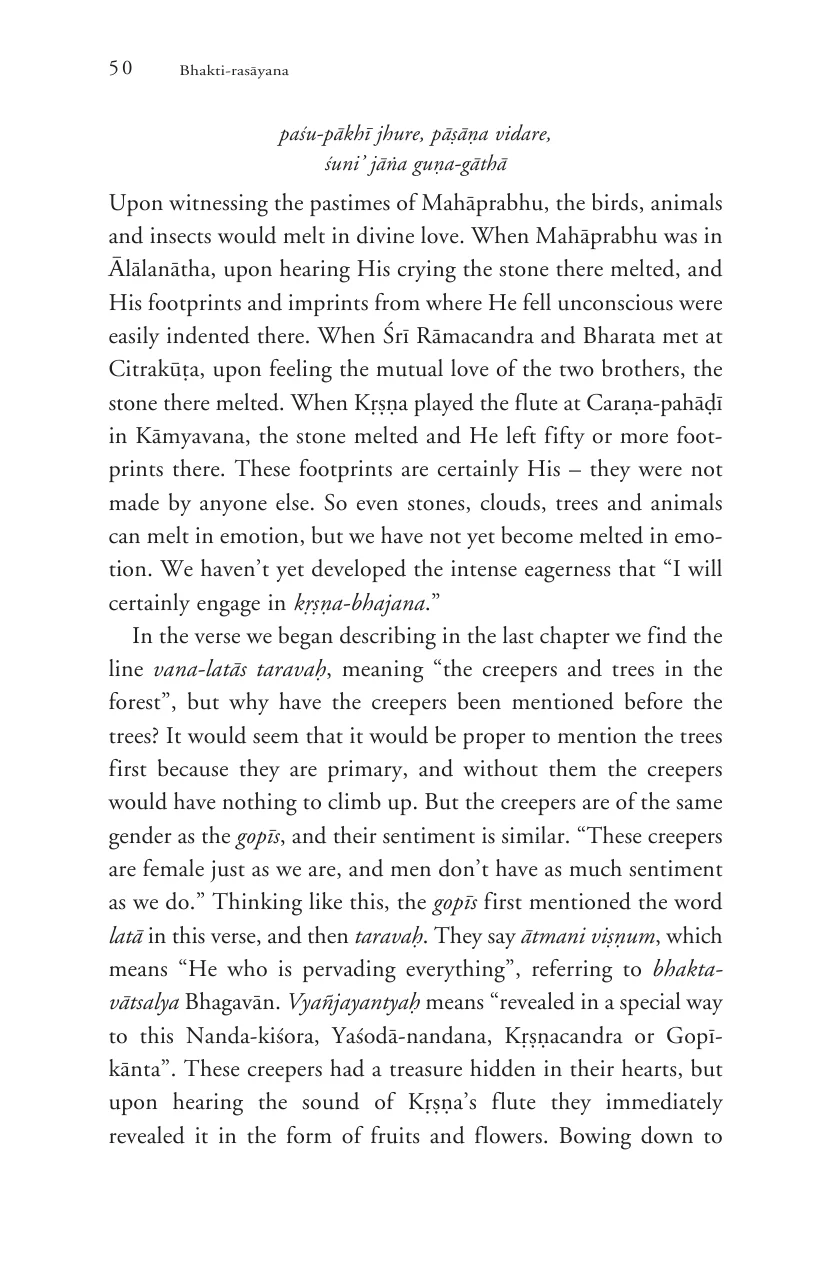 50 Bhakti-rasāyana
paśu-pākhī jhure, pāṣāṇa vidare,
śuni’ jāṅa guṇa-gāthā
Upon witnessing the pastimes of Mahāprabhu, the birds, animals
and insects would melt in divine love. When Mahāprabhu was in
Ālālanātha, upon hearing His crying the stone there melted, and
His footprints and imprints from where He fell unconscious were
easily indented there. When Śrī Rāmacandra and Bharata met at
Citrakūṭa, upon feeling the mutual love of the two brothers, the
stone there melted. When Kṛṣṇa played the flute at Caraṇa-pahāḍī
in Kāmyavana, the stone melted and He left fifty or more foot-
prints there. These footprints are certainly His – they were not
made by anyone else. So even stones, clouds, trees and animals
can melt in emotion, but we have not yet become melted in emo-
tion. We haven’t yet developed the intense eagerness that “I will
certainly engage in kṛṣṇa-bhajana.”
In the verse we began describing in the last chapter we find the
line vana-latās taravaḥ, meaning “the creepers and trees in the
forest”, but why have the creepers been mentioned before the
trees? It would seem that it would be proper to mention the trees
first because they are primary, and without them the creepers
would have nothing to climb up. But the creepers are of the same
gender as the gopīs, and their sentiment is similar. “These creepers
are female just as we are, and men don’t have as much sentiment
as we do.” Thinking like this, the gopīs first mentioned the word
latā in this verse, and then taravaḥ. They say ātmani viṣṇum, which
means “He who is pervading everything”, referring to bhakta-
vātsalya Bhagavān. Vyañjayantyaḥ means “revealed in a special way
to this Nanda-kiśora, Yaśodā-nandana, Kṛṣṇacandra or Gopī-
kānta”. These creepers had a treasure hidden in their hearts, but
upon hearing the sound of Kṛṣṇa’s flute they immediately
revealed it in the form of fruits and flowers. Bowing down to